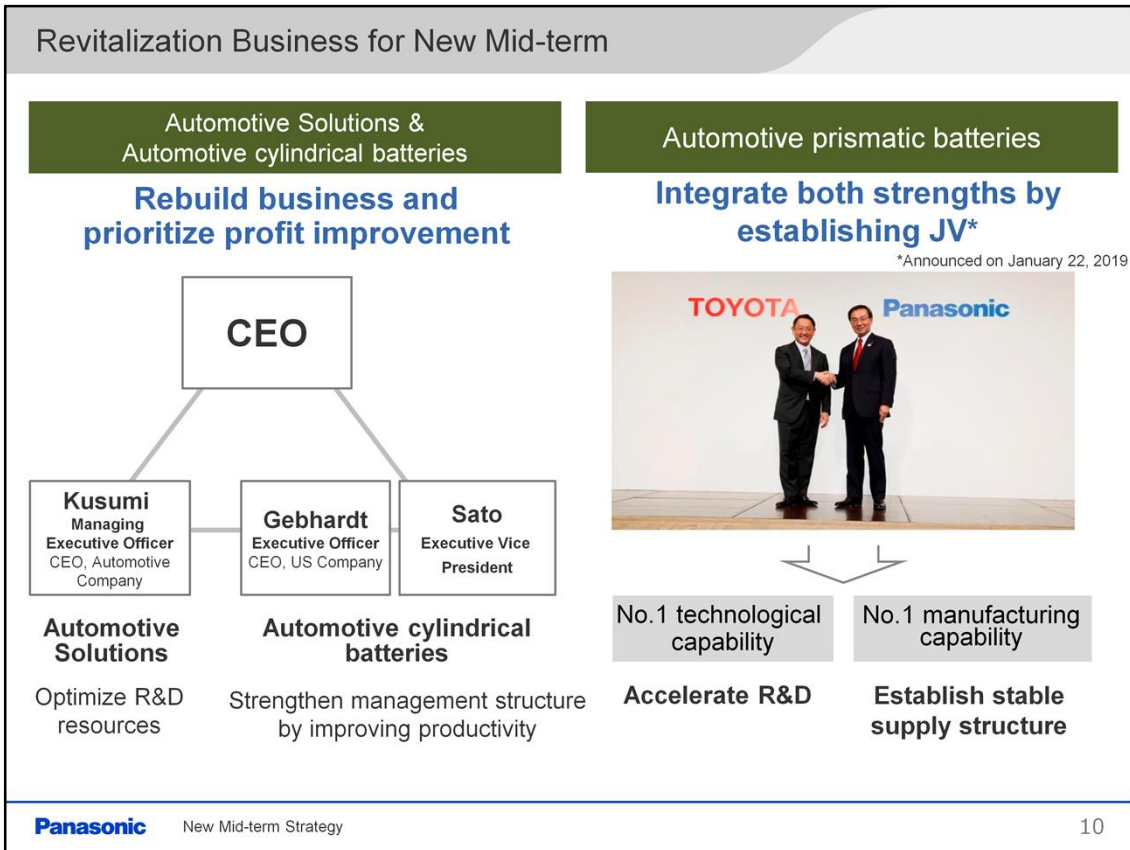 Revitalization Business for New Mid-term
Automotive Solutions &
Automotive cylindrical batteries
Rebuild business and
prioritize profit improvement
CEO
Kusumi
Managing
Executive Officer
CEO, Automotive
Company
Gebhardt
Executive Officer
CEO, US Company
Sato
Executive Vice
President
Automotive
Solutions
Optimize R&D
resources
Automotive cylindrical
batteries
Strengthen management structure
by improving productivity
Automotive prismatic batteries
Integrate both strengths by
establishing JV*
*Announced on January 22, 2019
TOYOTA
Panasonic
No.1 technological
capability
Accelerate R&D
No.1 manufacturing
capability
Establish stable
supply structure
Panasonic
New Mid-term Strategy
10